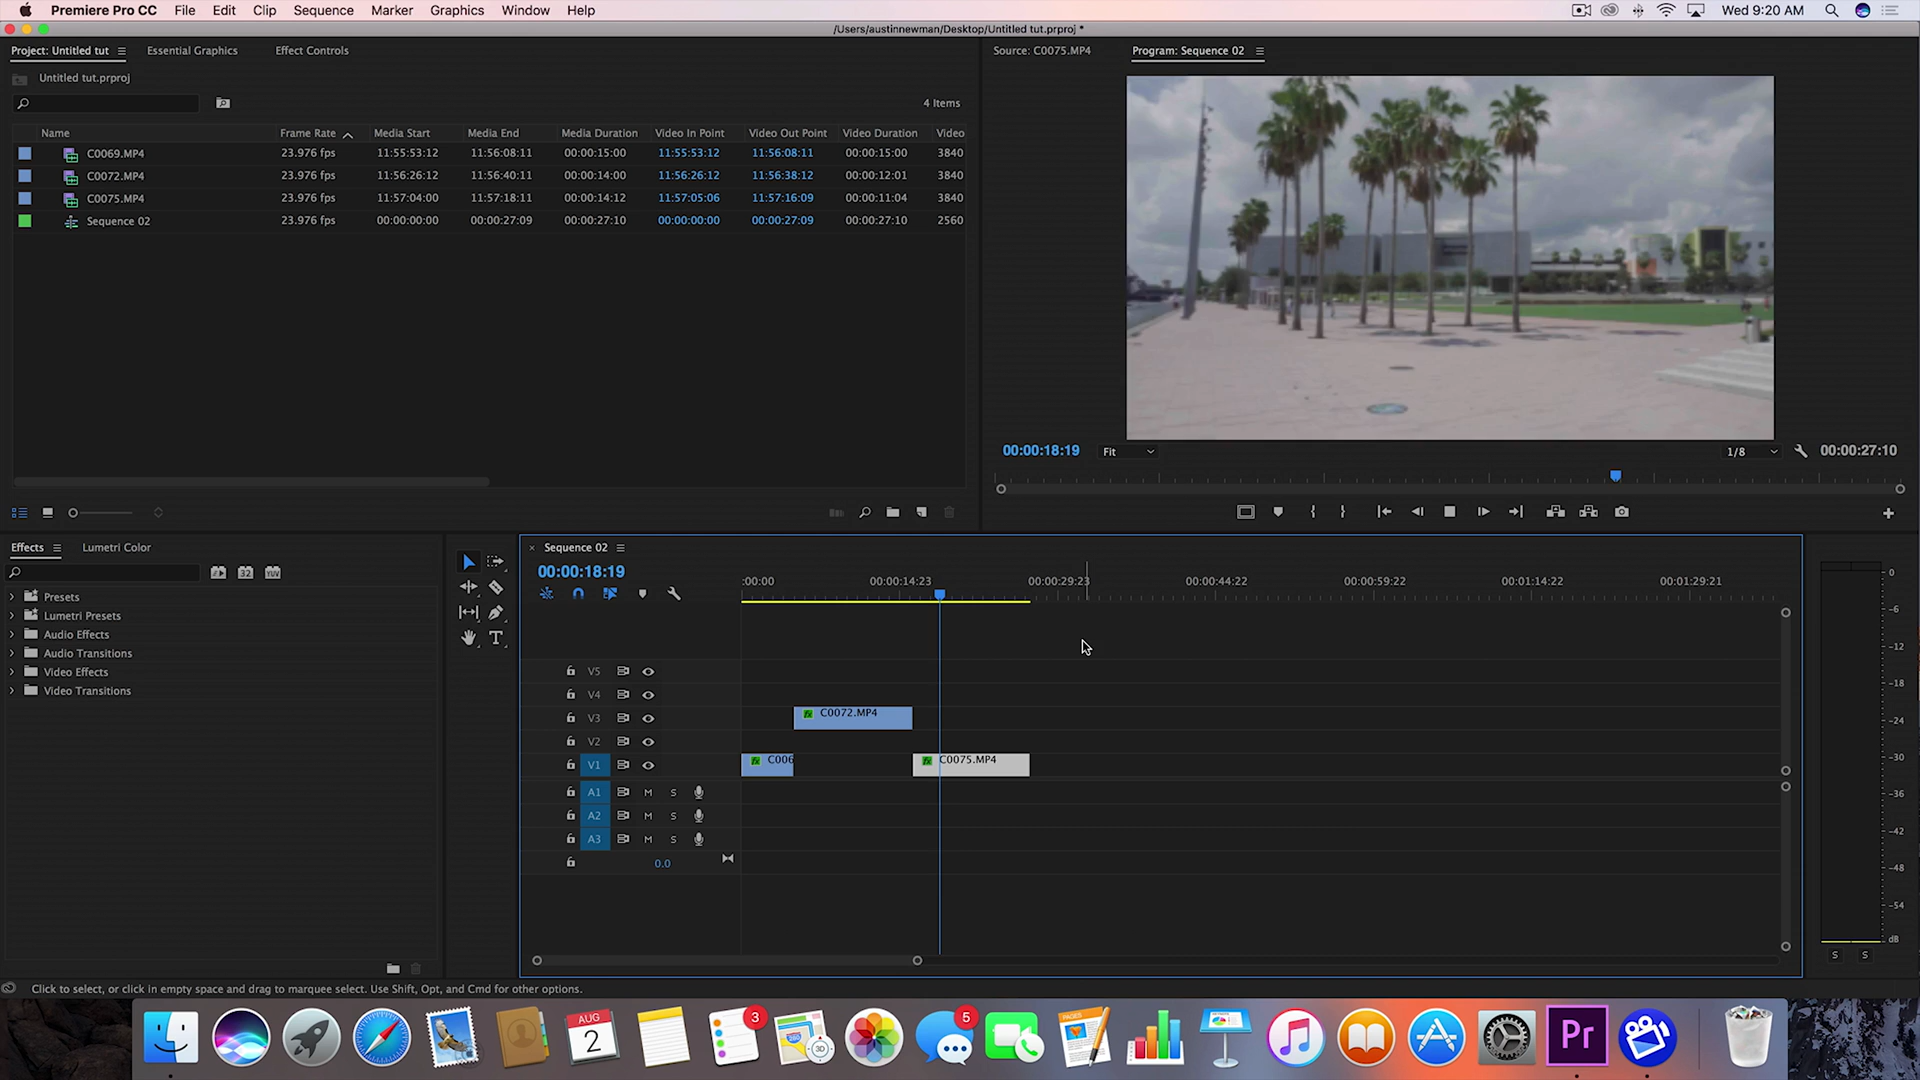 Premiere Pro CC File Edit Clip Sequence Marker Graphics Window Help Wed 9:20 AM
/Users/austinnewman/Desktop/Untitled tut.prproj *
Project: Untitled tut Essential Graphics Effect Controls Source: C0075.MP4 Program: Sequence 02
Untitled tut.prproj
4 Items
Name Frame Rate Media Start Media End Media Duration Video In Point Video Out Point Video Duration Video
C0069.MP4 23.976 fps 11:55:53:12 11:56:08:11 00:00:15:00 11:55:53:12 11:56:08:11 00:00:15:00 3840
C0072.MP4 23.976 fps 11:56:26:12 11:56:40:11 00:00:14:00 11:56:26:12 11:56:38:12 00:00:12:01 3840
C0075.MP4 23.976 fps 11:57:04:00 11:57:18:11 00:00:14:12 11:57:05:06 11:57:16:09 00:00:11:04 3840
Sequence 02 23.976 fps 00:00:00:00 00:00:27:09 00:00:27:10 00:00:00:00 00:00:27:09 00:00:27:10 2560
00:00:18:19 Fit 1/8 00:00:27:10
Effects Lumetri Color
32 YUV
Presets
Lumetri Presets
Audio Effects
Audio Transitions
Video Effects
Video Transitions
Sequence 02
00:00:18:19
:00:00 00:00:14:23 00:00:29:23 00:00:44:22 00:00:59:22 00:01:14:22 00:01:29:21
V5
V4
V3 fx C0072.MP4
V2
V1 fx C006 fx C0075.MP4
A1 M S
A2 M S
A3 M S
0.0
0
-6
-12
-18
-24
-30
-36
-42
-48
-54
dB
S S
Click to select, or click in empty space and drag to marquee select. Use Shift, Opt, and Cmd for other options.
AUG
2
3
280
3D
5
PAGES
Pr